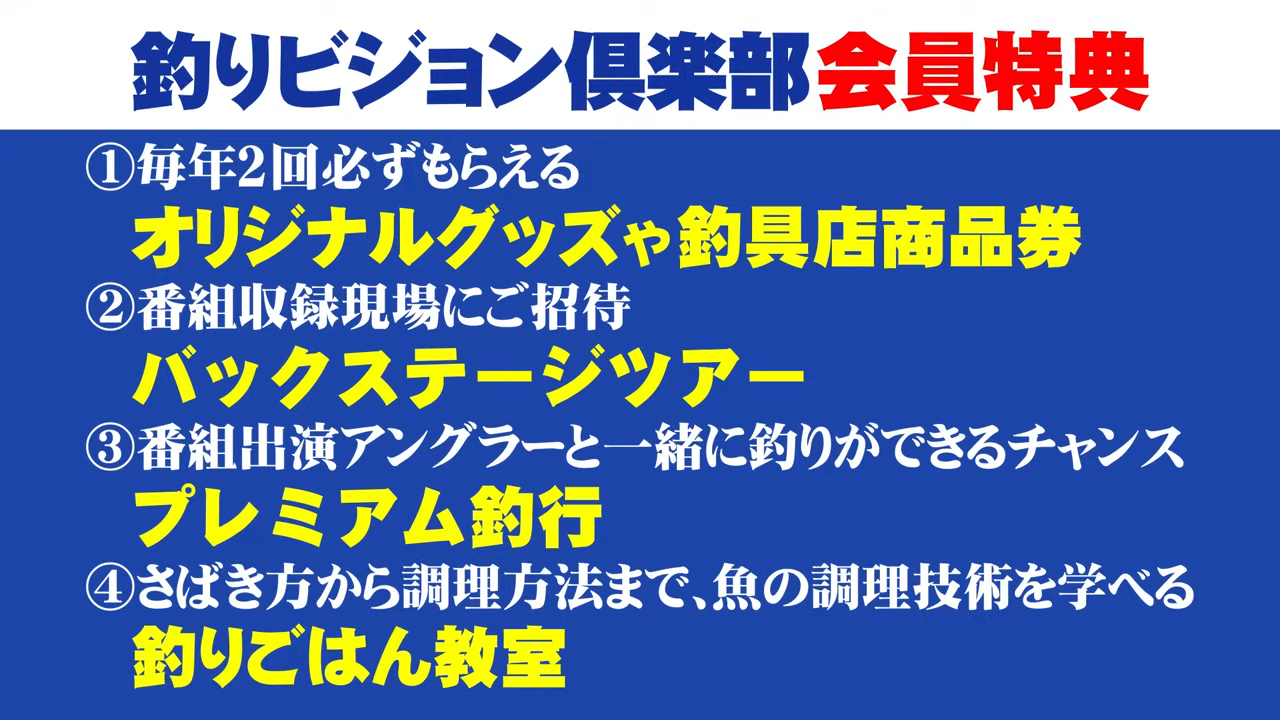 釣りビジョン倶楽部会員特典
①毎年2回必ずもらえる
オリジナルグッズや釣具店商品券
②番組収録現場にご招待
バックステージツアー
③番組出演アングラーと一緒に釣りができるチャンス
プレミアム釣行
④さばき方から調理方法まで、魚の調理技術を学べる
釣りごはん教室